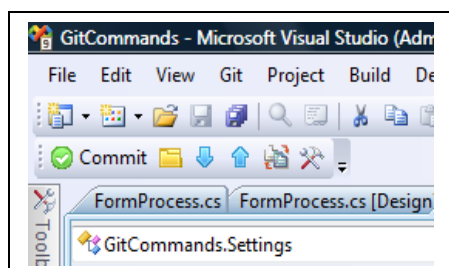 GitCommands - Microsoft Visual Studio (Adm
File Edit View Git Project Build De
Commit
FormProcess.cs FormProcess.cs [Design]
GitCommands.Settings
Toolb